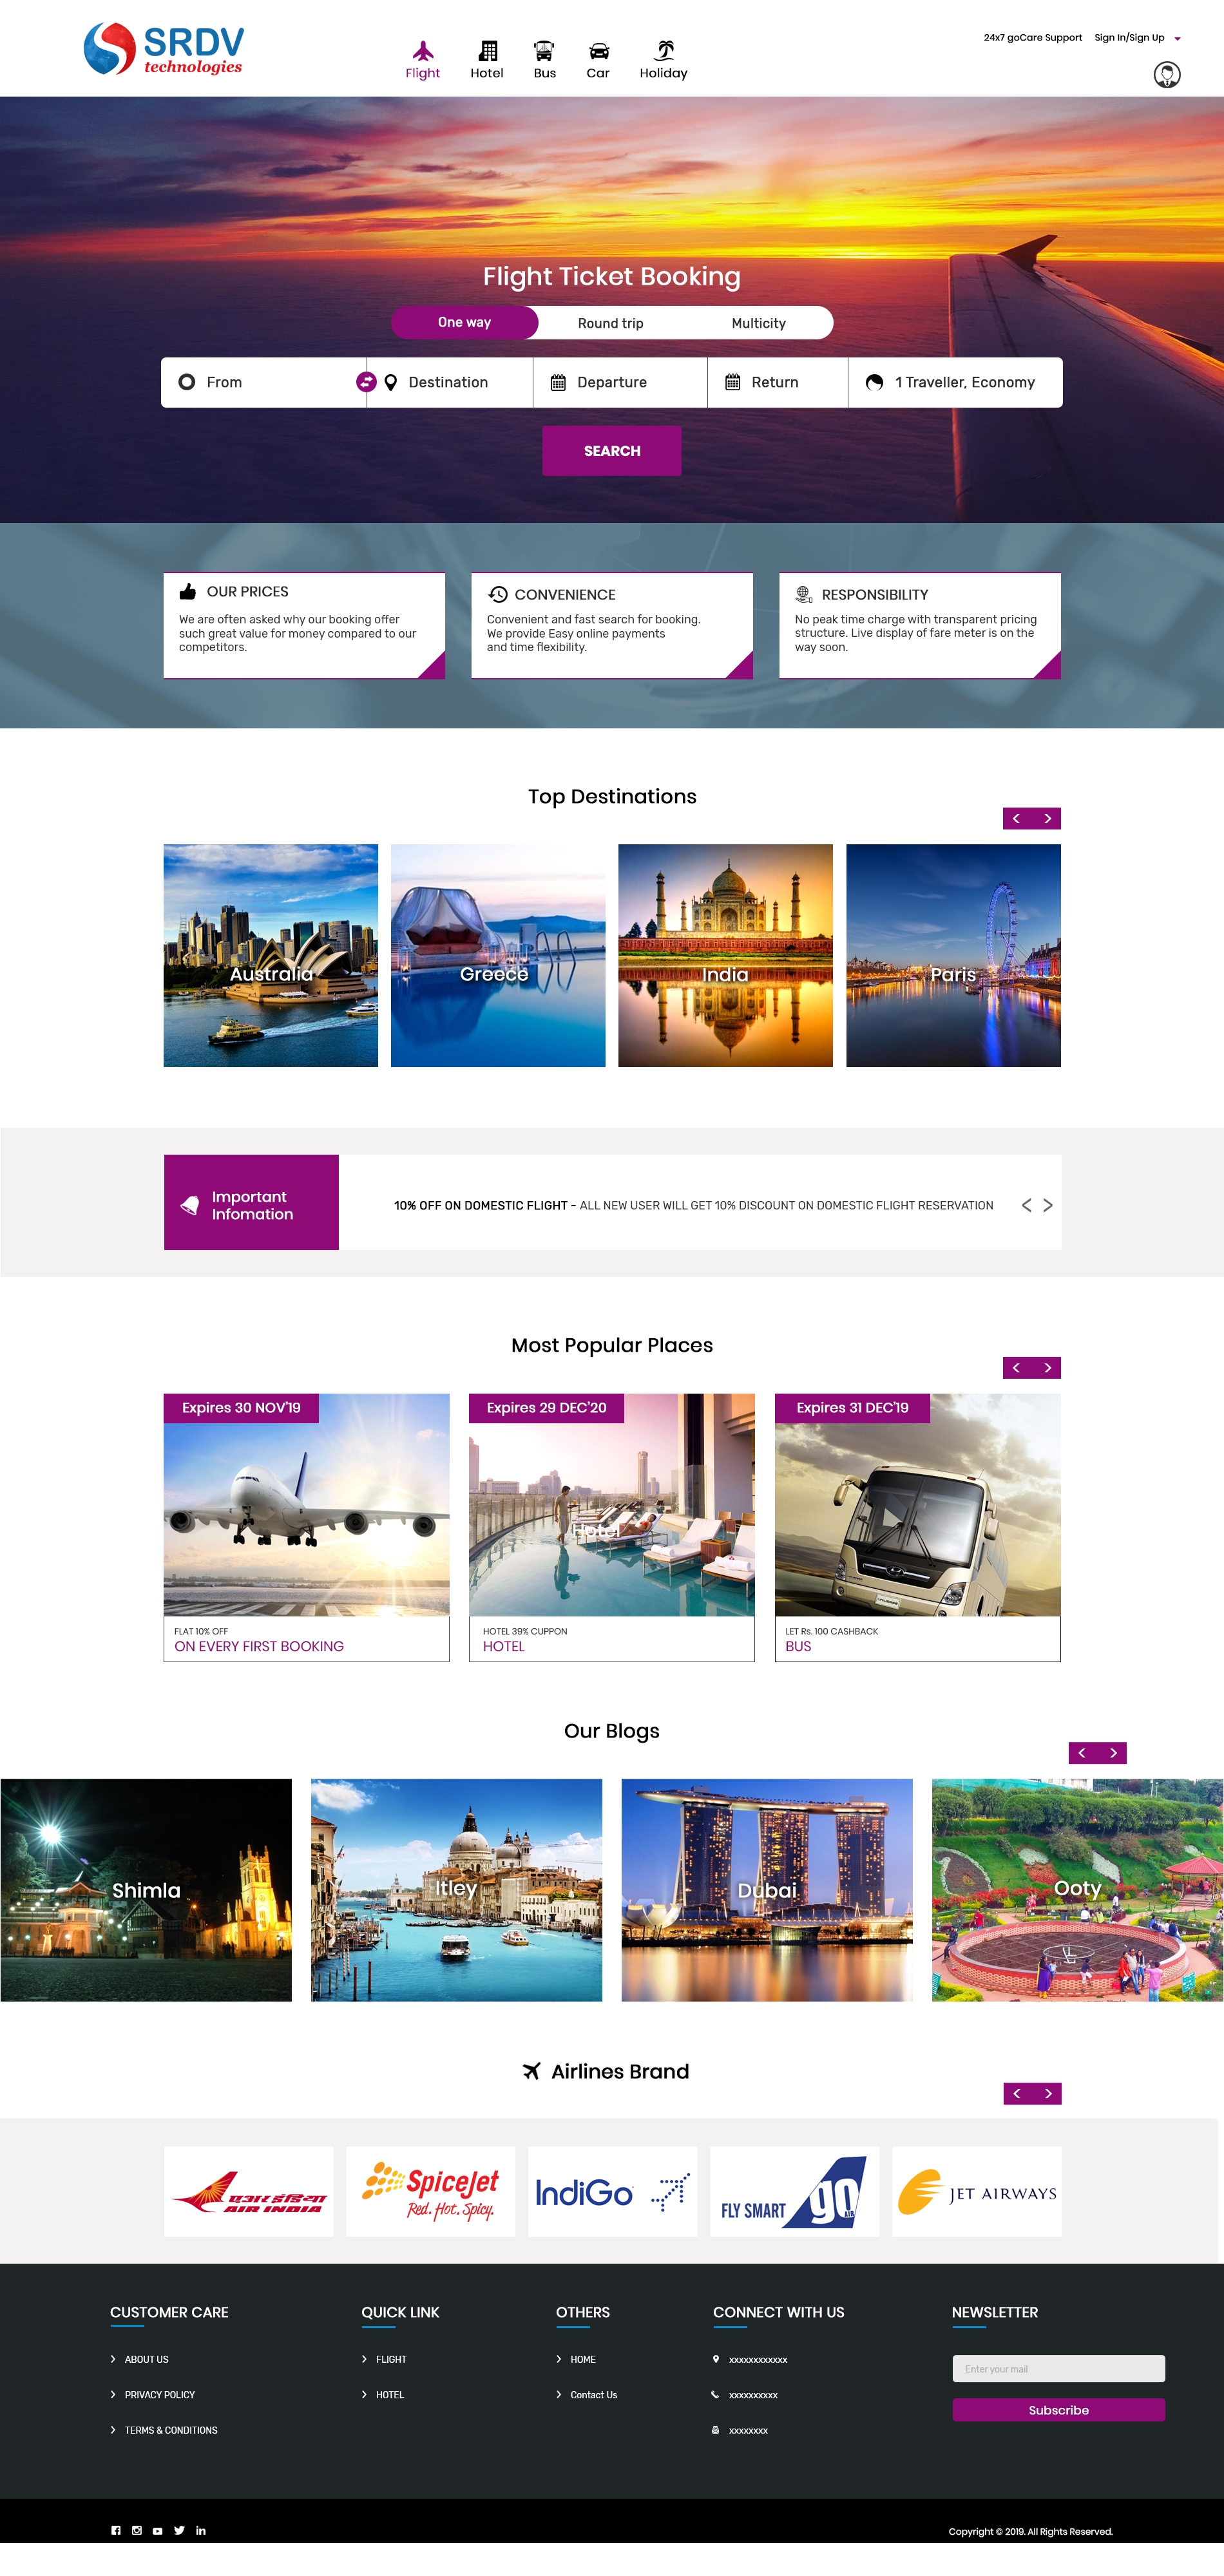 SRDV
technologies
Flight
Hotel
Bus
Car
Holiday
24x7 goCare Support
Sign In/Sign Up
Flight Ticket Booking
One way
Round trip
Multicity
From
Destination
Departure
Return
1 Traveller, Economy
SEARCH
OUR PRICES
We are often asked why our booking offer
such great value for money compared to our
competitors.
CONVENIENCE
Convenient and fast search for booking.
We provide Easy online payments
and time flexibility.
RESPONSIBILITY
No peak time charge with transparent pricing
structure. Live display of fare meter is on the
way soon.
Top Destinations
Australia
Greece
India
Paris
Important
Infomation
10% OFF ON DOMESTIC FLIGHT - ALL NEW USER WILL GET 10% DISCOUNT ON DOMESTIC FLIGHT RESERVATION
Most Popular Places
Expires 30 NOV'19
Expires 29 DEC'20
Expires 31 DEC'19
Hotel
FLAT 10% OFF
ON EVERY FIRST BOOKING
HOTEL 39% CUPPON
HOTEL
LET Rs. 100 CASHBACK
BUS
Our Blogs
Shimla
Itley
Dubai
Ooty
Airlines Brand
एअर इंडिया
AIR INDIA
SpiceJet
Red. Hot. Spicy.
IndiGo
FLY SMART
go
AIR
JET AIRWAYS
CUSTOMER CARE
ABOUT US
PRIVACY POLICY
TERMS & CONDITIONS
QUICK LINK
FLIGHT
HOTEL
OTHERS
HOME
Contact Us
CONNECT WITH US
xxxxxxxxxxxx
xxxxxxxxxx
xxxxxxxx
NEWSLETTER
Enter your mail
Subscribe
Copyright © 2019. All Rights Reserved.